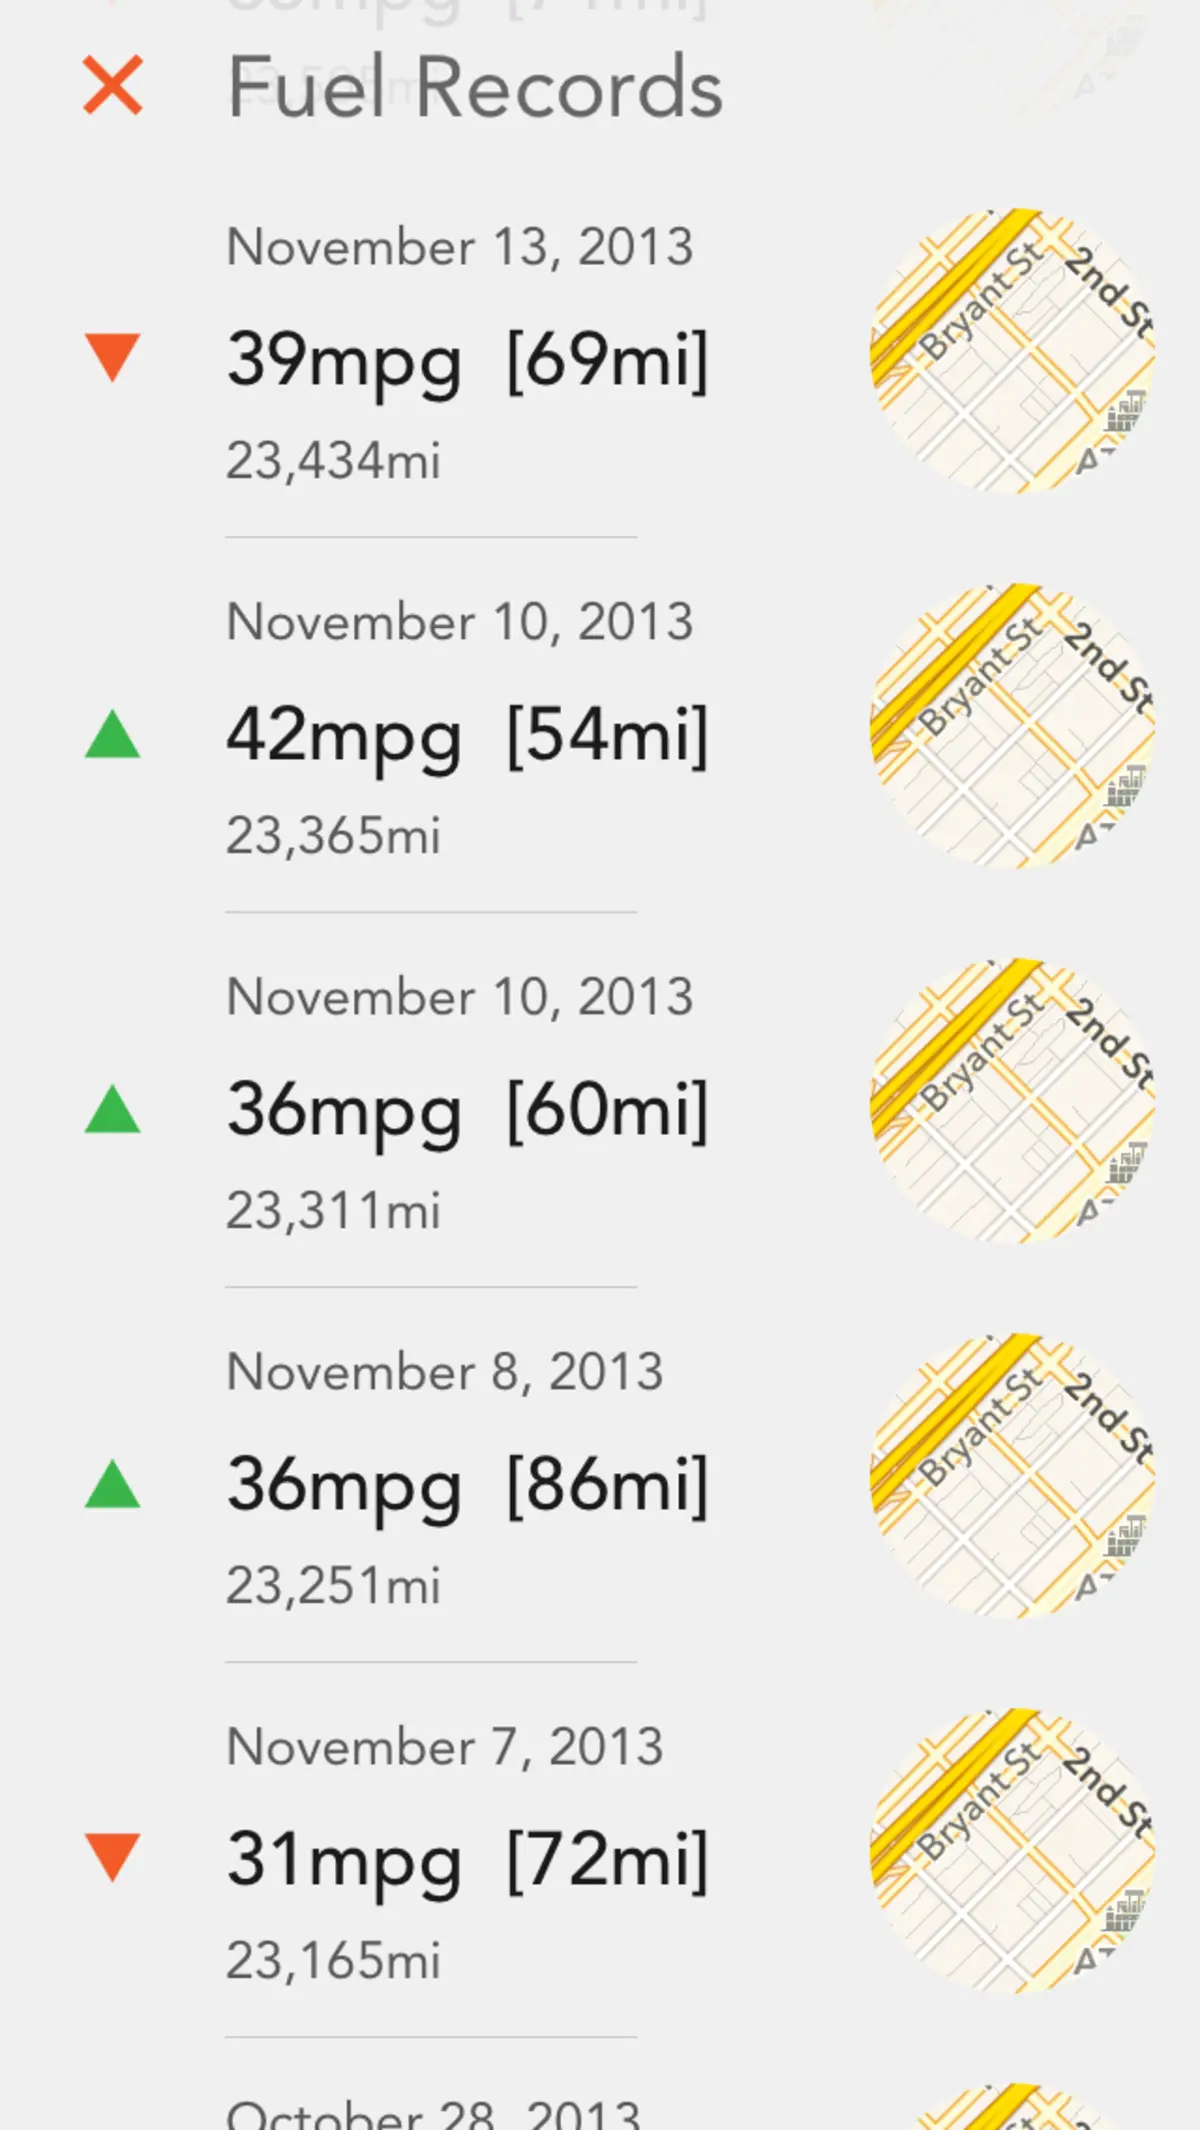 Fuel Records
November 13, 2013
39mpg [69mi]
23,434mi
Bryant St
2nd St
November 10, 2013
42mpg [54mi]
23,365mi
Bryant St
2nd St
November 10, 2013
36mpg [60mi]
23,311mi
Bryant St
2nd St
November 8, 2013
36mpg [86mi]
23,251mi
Bryant St
2nd St
November 7, 2013
31mpg [72mi]
23,165mi
Bryant St
2nd St
October 28, 2013